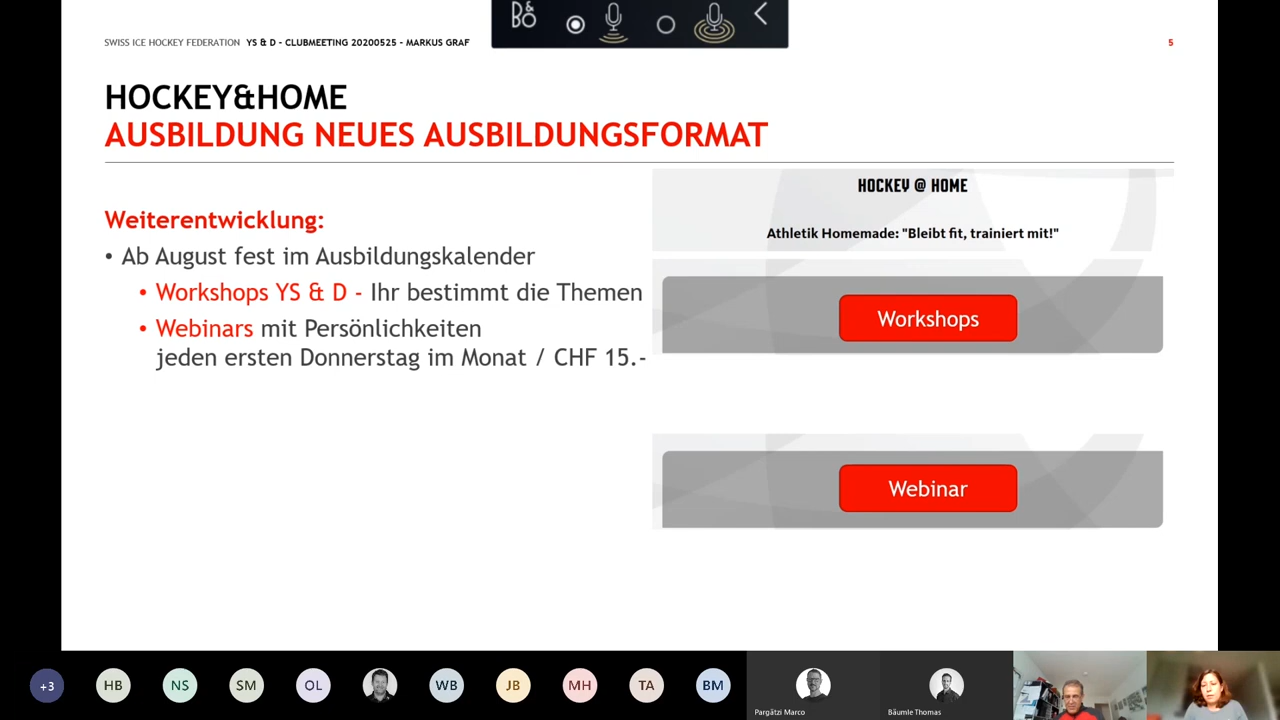 B&O
SWISS ICE HOCKEY FEDERATION YS & D - CLUBMEETING 20200525 – MARKUS GRAF
5
HOCKEY&HOME
AUSBILDUNG NEUES AUSBILDUNGSFORMAT
Weiterentwicklung:
• Ab August fest im Ausbildungskalender
• Workshops YS & D - Ihr bestimmt die Themen
• Webinars mit Persönlichkeiten
jeden ersten Donnerstag im Monat / CHF 15.-
HOCKEY @ HOME
Athletik Homemade: "Bleibt fit, trainiert mit!"
Workshops
Webinar
+3 HB NS SM OL WB JB MH TA BM
Pargätzi Marco
Bäumle Thomas